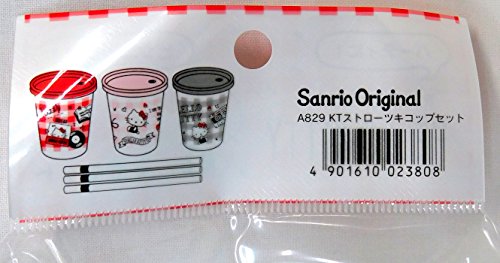 Sanrio Original
A829 KTストローツキコップセット
4 901610 023808